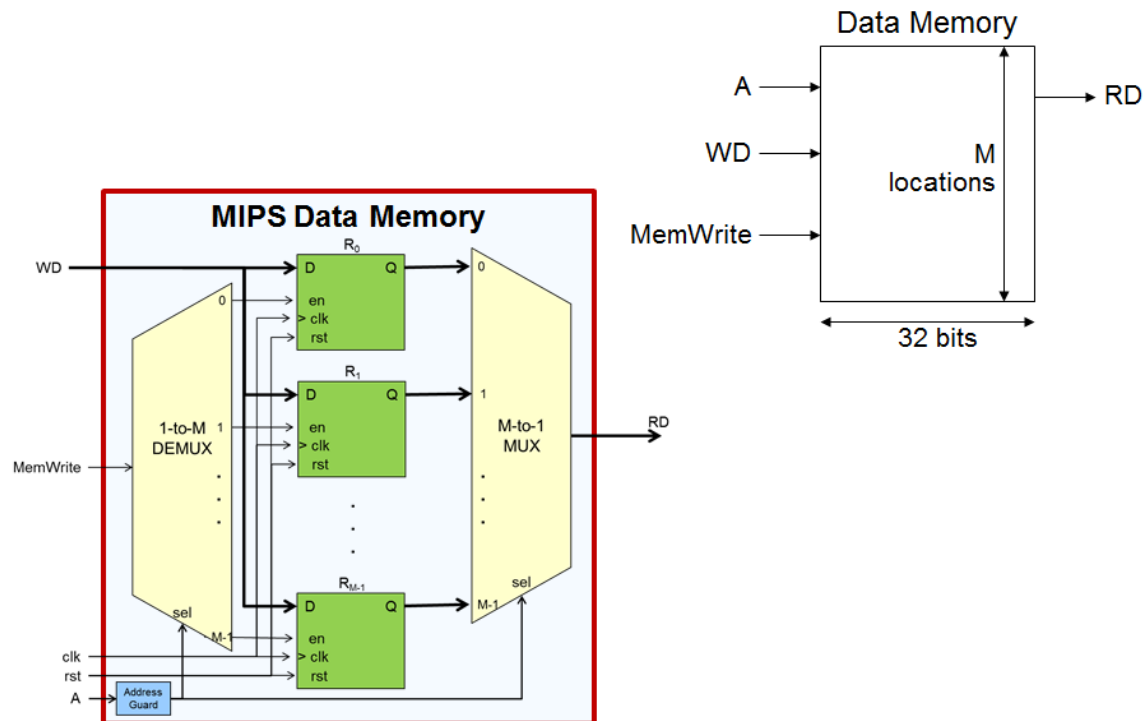 Data Memory
A
WD
MemWrite
RD
M
locations
32 bits
MIPS Data Memory
WD
MemWrite
clk
rst
A
1-to-M
DEMUX
0
1
.
.
.
- M-1
sel
Address
Guard
R0
D
Q
en
> clk
rst
R1
D
Q
en
> clk
rst
.
.
.
RM-1
D
Q
en
> clk
rst
0
1
M-to-1
MUX
.
.
.
M-1
sel
RD